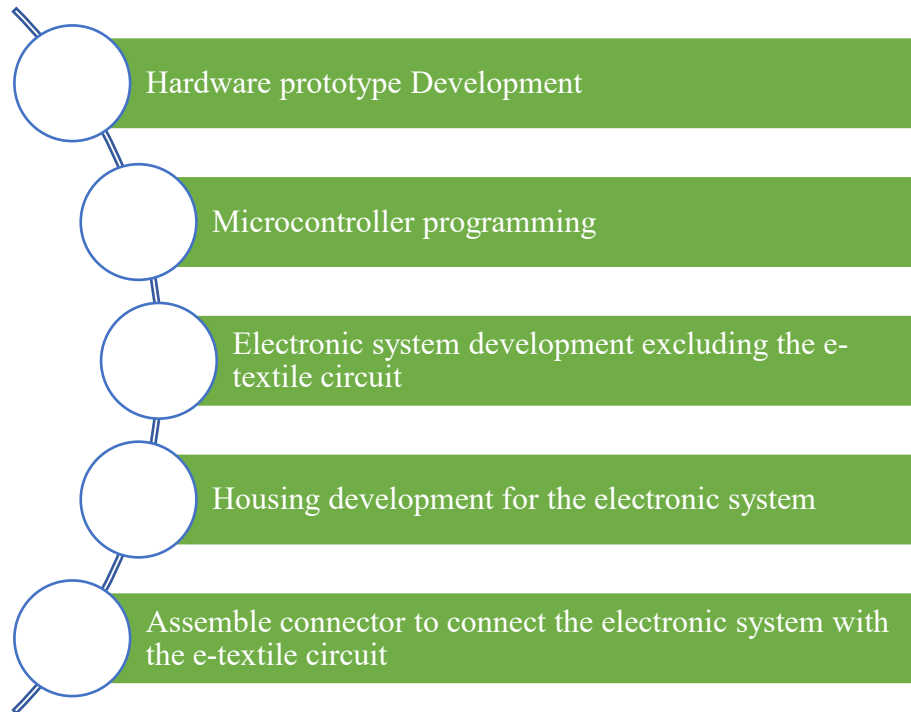 Hardware prototype Development
Microcontroller programming
Electronic system development excluding the e-
textile circuit
Housing development for the electronic system
Assemble connector to connect the electronic system with
the e-textile circuit